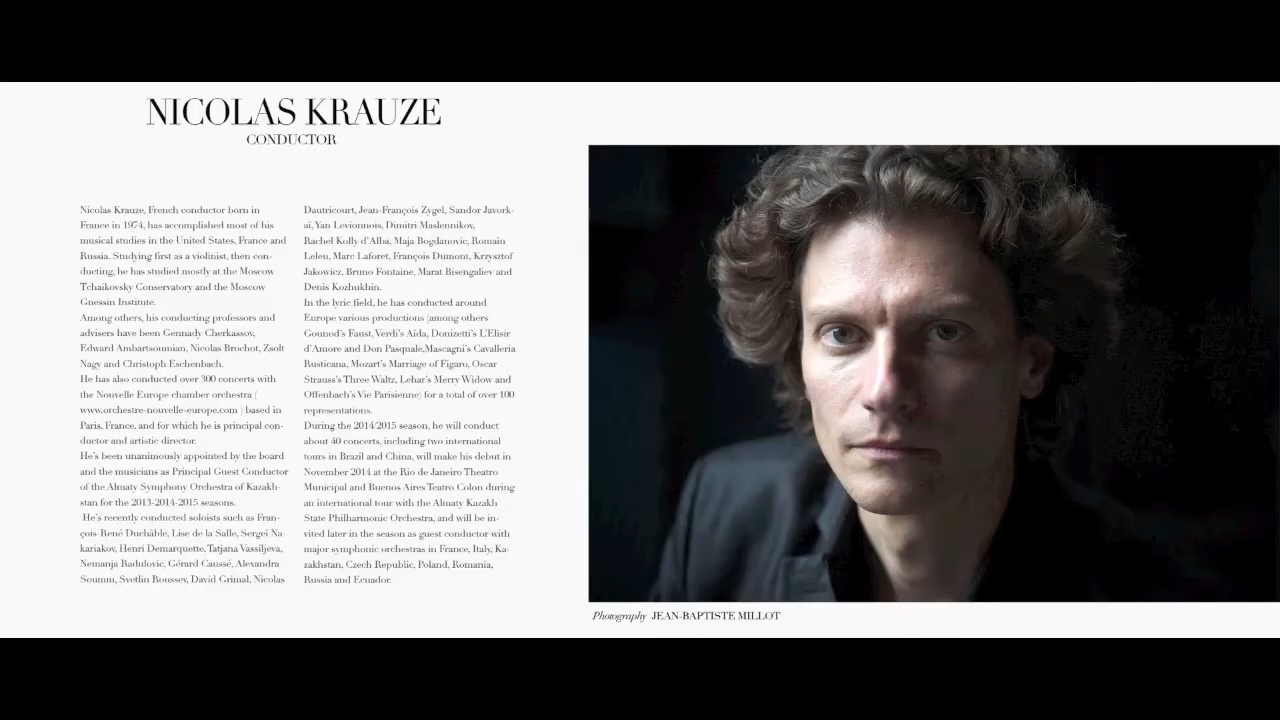 NICOLAS KRAUZE
CONDUCTOR
Nicolas Krauze, French conductor born in
France in 1974, has accomplished most of his
musical studies in the United States, France and
Russia. Studying first as a violinist, then con-
ducting, he has studied mostly at the Moscow
Tchaikovsky Conservatory and the Moscow
Gnessin Institute.
Among others, his conducting professors and
advisers have been Gennady Cherkassov,
Edward Ambartsoumian, Nicolas Brochot, Zsolt
Nagy and Christoph Eschenbach.
He has also conducted over 300 concerts with
the Nouvelle Europe chamber orchestra (
www.orchestre-nouvelle-europe.com ) based in
Paris, France, and for which he is principal con-
ductor and artistic director.
He's been unanimously appointed by the board
and the musicians as Principal Guest Conductor
of the Almaty Symphony Orchestra of Kazakh-
stan for the 2013-2014-2015 seasons.
He's recently conducted soloists such as Fran-
çois-René Duchâble, Lise de la Salle, Sergeï Na-
kariakov, Henri Demarquette, Tatjana Vassiljeva,
Nemanja Radulovic, Gérard Caussé, Alexandra
Soumm, Svetlin Roussev, David Grimal, Nicolas
Dautricourt, Jean-François Zygel, Sandor Javork-
aï, Yan Levionnois, Dimitri Maslennikov,
Rachel Kolly d'Alba, Maja Bogdanovic, Romain
Leleu, Marc Laforet, François Dumont, Krzysztof
Jakowicz, Bruno Fontaine, Marat Bisengaliev and
Denis Kozhukhin.
In the lyric field, he has conducted around
Europe various productions (among others
Gounod's Faust, Verdi's Aïda, Donizetti's L'Elisir
d'Amore and Don Pasquale,Mascagni's Cavalleria
Rusticana, Mozart's Marriage of Figaro, Oscar
Strauss's Three Waltz, Lehar's Merry Widow and
Offenbach's Vie Parisienne) for a total of over 100
representations.
During the 2014/2015 season, he will conduct
about 40 concerts, including two international
tours in Brazil and China, will make his debut in
November 2014 at the Rio de Janeiro Theatro
Municipal and Buenos Aires Teatro Colon during
an international tour with the Almaty Kazakh
State Philharmonic Orchestra, and will be in-
vited later in the season as guest conductor with
major symphonic orchestras in France, Italy, Ka-
zakhstan, Czech Republic, Poland, Romania,
Russia and Ecuador.
Photography JEAN-BAPTISTE MILLOT